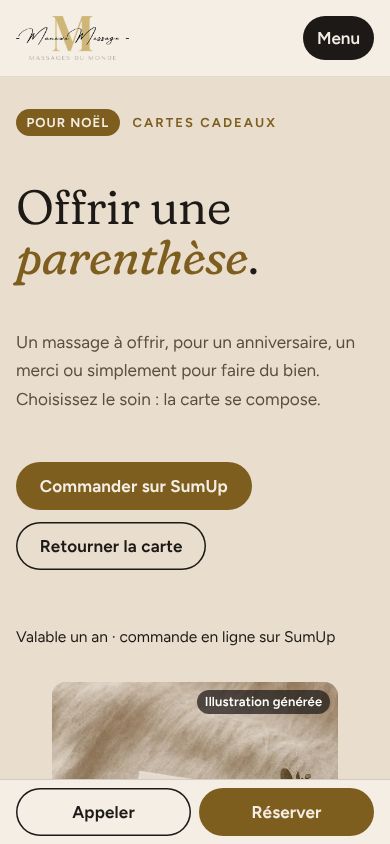 Manava Massage
M
MASSAGES DU MONDE
Menu
POUR NOËL
CARTES CADEAUX
Offrir une
parenthèse.
Un massage à offrir, pour un anniversaire, un
merci ou simplement pour faire du bien.
Choisissez le soin : la carte se compose.
Commander sur SumUp
Retourner la carte
Valable un an · commande en ligne sur SumUp
Illustration générée
Appeler
Réserver